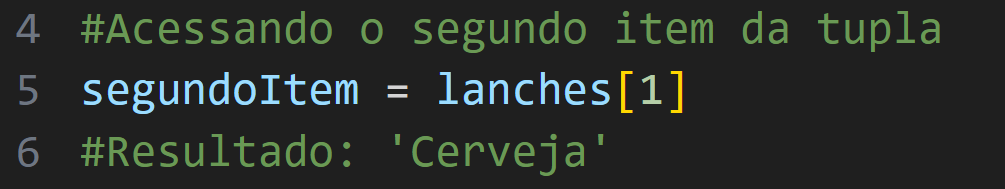 4 #Acessando o segundo item da tupla
5 segundoItem = lanches[1]
6 #Resultado: 'Cerveja'